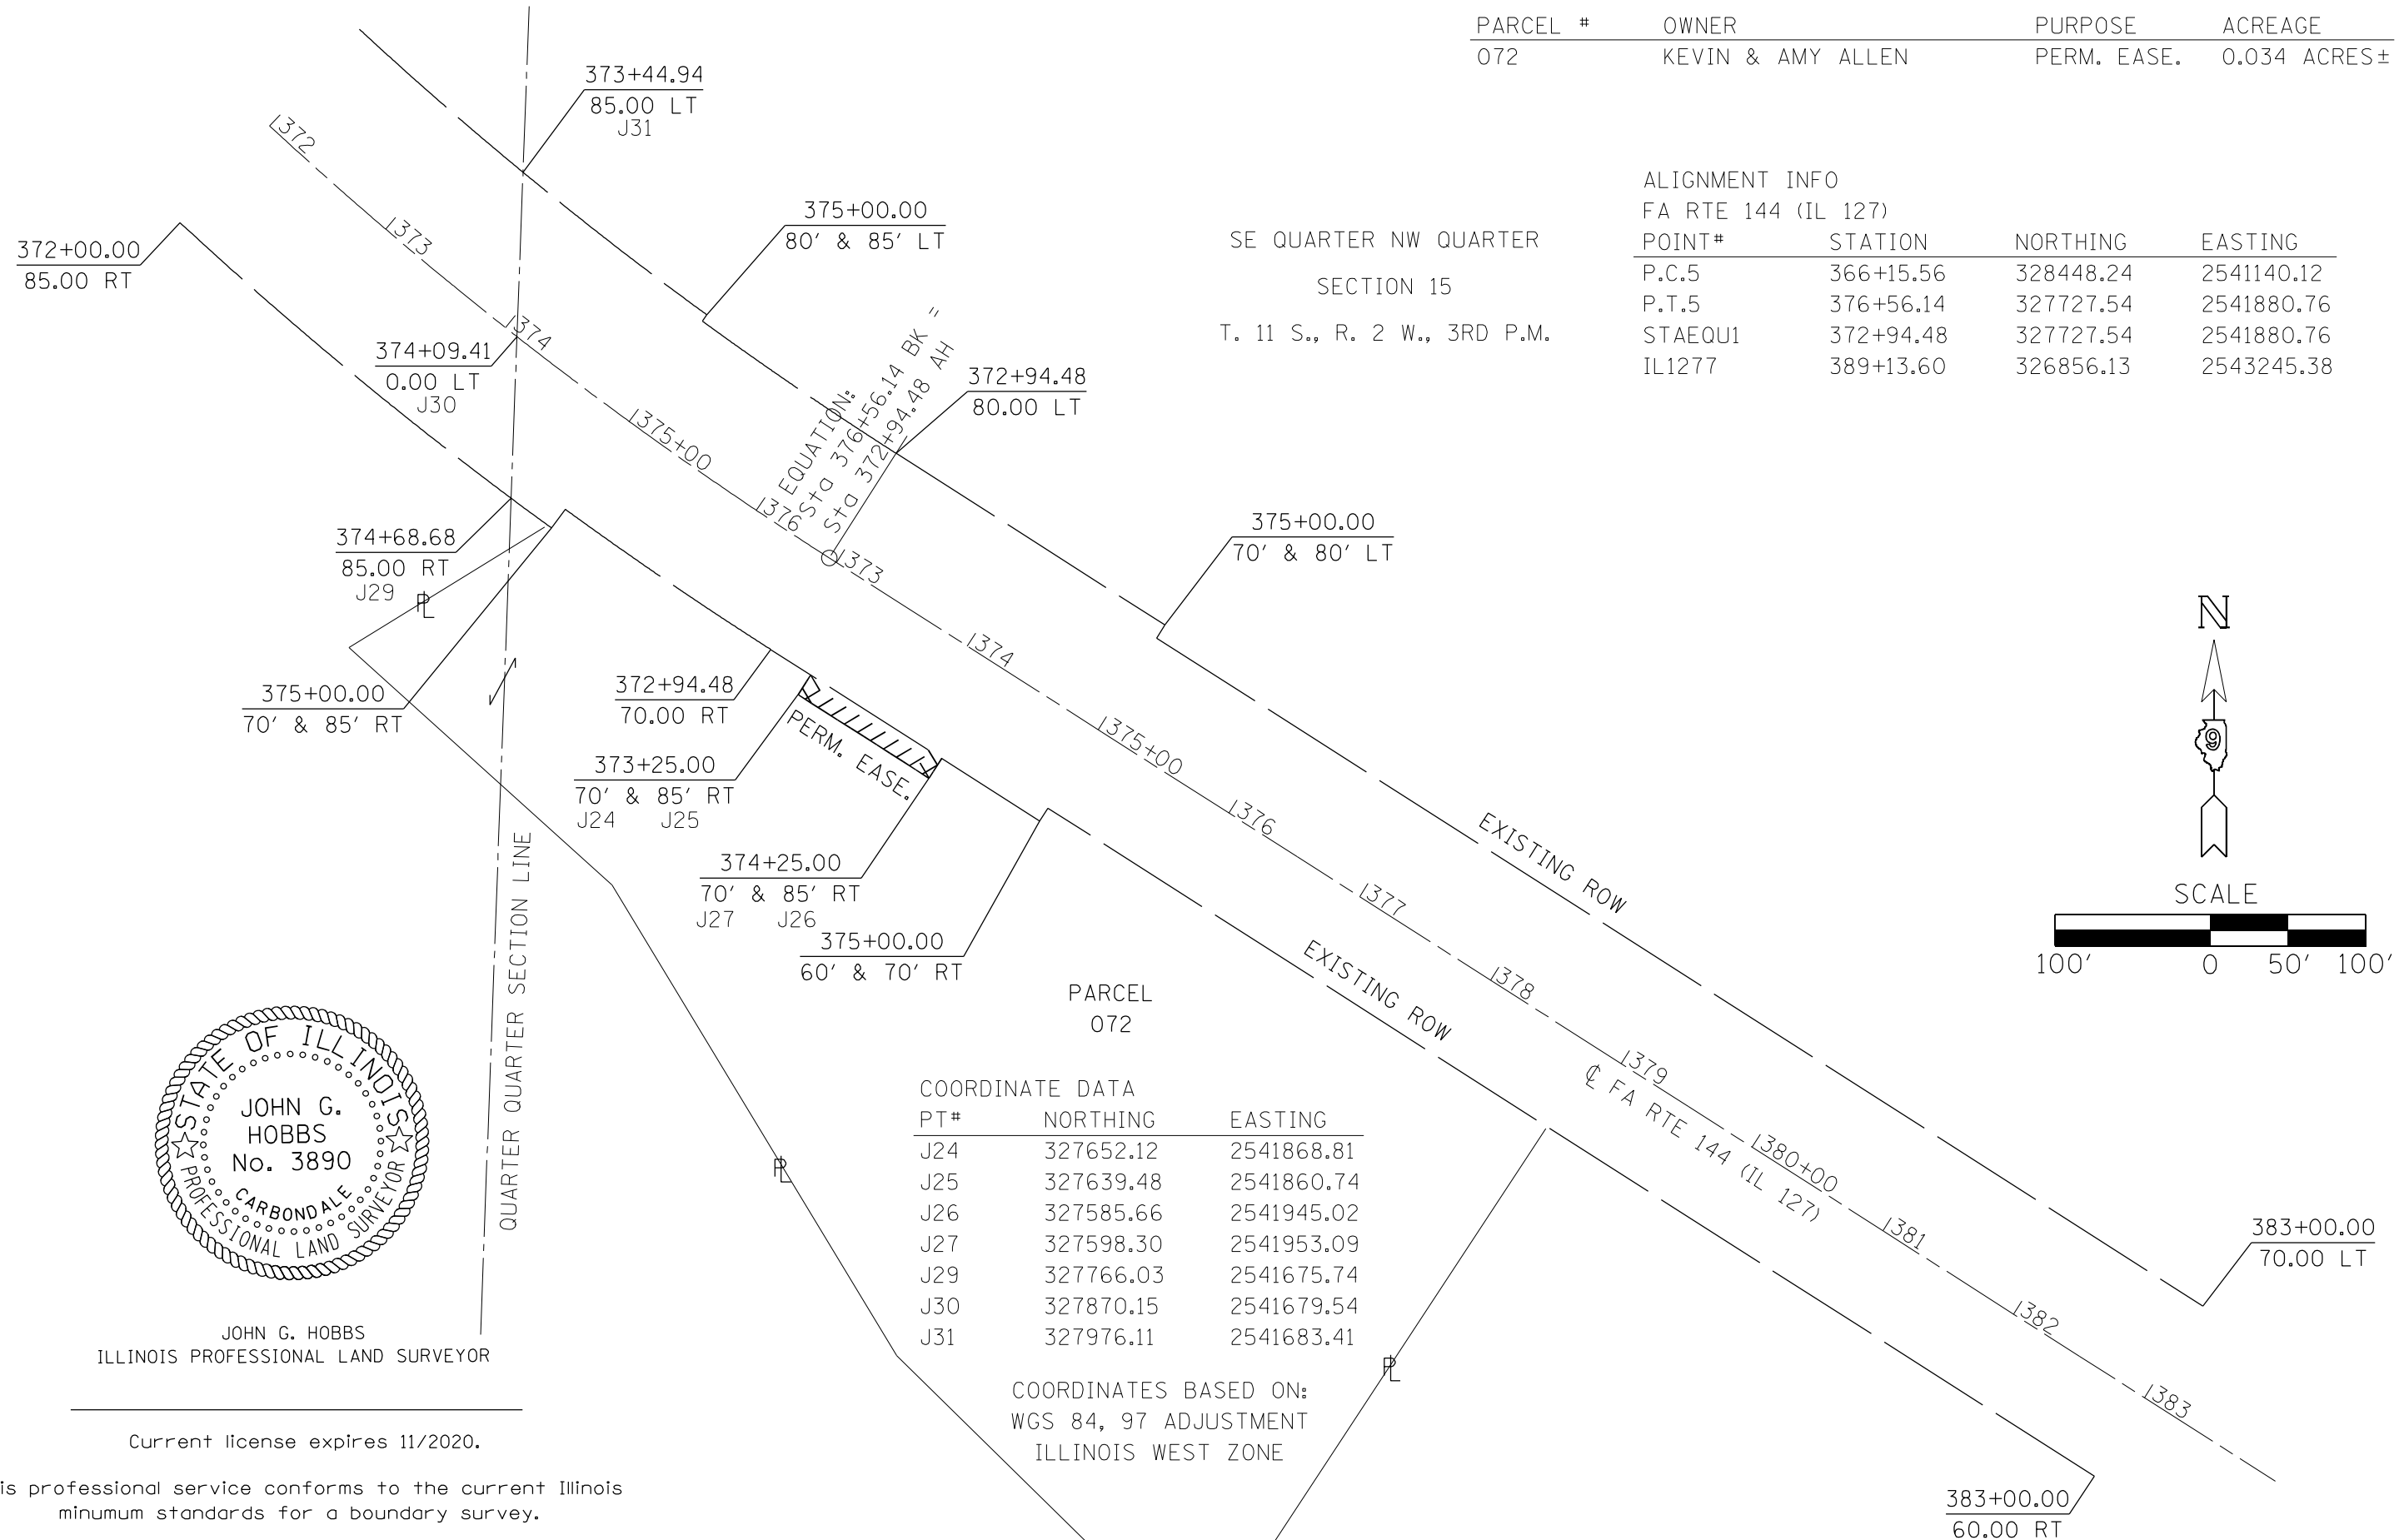 PARCEL # OWNER PURPOSE ACREAGE
072 KEVIN & AMY ALLEN PERM. EASE. 0.034 ACRES±
373+44.94
85.00 LT
J31
372
373
374
375+00
376
372+00.00
85.00 RT
375+00.00
80' & 85' LT
SE QUARTER NW QUARTER
SECTION 15
T. 11 S., R. 2 W., 3RD P.M.
ALIGNMENT INFO
FA RTE 144 (IL 127)
POINT# STATION NORTHING EASTING
P.C.5 366+15.56 328448.24 2541140.12
P.T.5 376+56.14 327727.54 2541880.76
STAEQU1 372+94.48 327727.54 2541880.76
IL1277 389+13.60 326856.13 2543245.38
374+09.41
0.00 LT
J30
EQUATION:
Sta 376+56.14 BK =
Sta 372+94.48 AH
372+94.48
80.00 LT
375+00.00
70' & 80' LT
374+68.68
85.00 RT
J29
PL
375+00.00
70' & 85' RT
372+94.48
70.00 RT
373+25.00
70' & 85' RT
J24 J25
PERM. EASE.
374+25.00
70' & 85' RT
J27 J26
375+00.00
60' & 70' RT
373
374
375+00
376
377
378
379
380+00
381
382
383
EXISTING ROW
EXISTING ROW
℄ FA RTE 144 (IL 127)
N
9
SCALE
100' 0 50' 100'
QUARTER QUARTER SECTION LINE
PARCEL
072
COORDINATE DATA
PT# NORTHING EASTING
J24 327652.12 2541868.81
J25 327639.48 2541860.74
J26 327585.66 2541945.02
J27 327598.30 2541953.09
J29 327766.03 2541675.74
J30 327870.15 2541679.54
J31 327976.11 2541683.41
COORDINATES BASED ON:
WGS 84, 97 ADJUSTMENT
ILLINOIS WEST ZONE
PL
PL
383+00.00
70.00 LT
383+00.00
60.00 RT
STATE OF ILLINOIS
JOHN G.
HOBBS
No. 3890
CARBONDALE
PROFESSIONAL LAND SURVEYOR
JOHN G. HOBBS
ILLINOIS PROFESSIONAL LAND SURVEYOR
Current license expires 11/2020.
is professional service conforms to the current Illinois
minumum standards for a boundary survey.